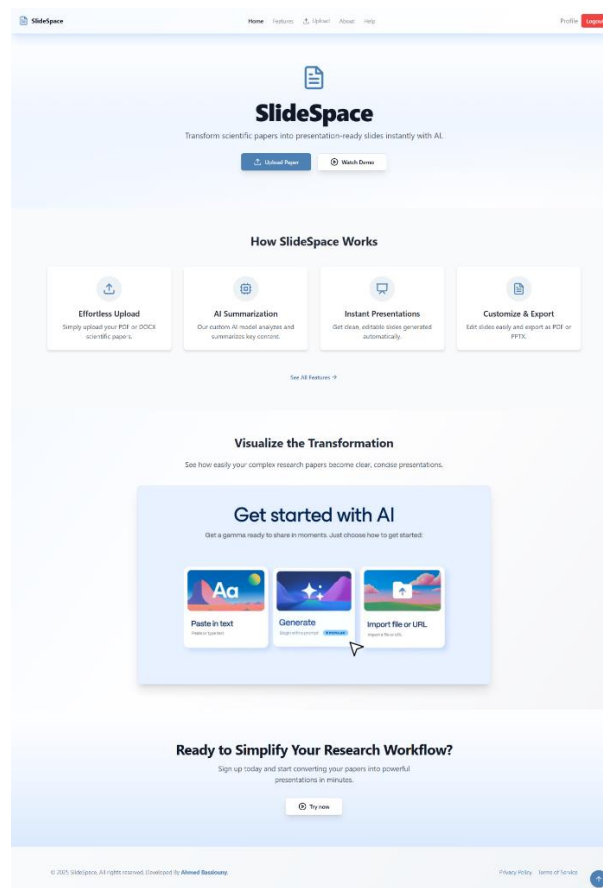 SlideSpace
Home Features Upload About Help
Profile Logout
SlideSpace
Transform scientific papers into presentation-ready slides instantly with AI.
Upload Paper Watch Demo
How SlideSpace Works
Effortless Upload
Simply upload your PDF or DOCX
scientific papers.
AI Summarization
Our custom AI model analyzes and
summarizes key content.
Instant Presentations
Get clean, editable slides generated
automatically.
Customize & Export
Edit slides easily and export as PDF or
PPTX.
See All Features →
Visualize the Transformation
See how easily your complex research papers become clear, concise presentations.
Get started with AI
Get a gamma ready to share in moments. Just choose how to get started:
Aa
Paste in text
Generate
Import file or URL
Import a file or URL
Ready to Simplify Your Research Workflow?
Sign up today and start converting your papers into powerful
presentations in minutes.
Try now
© 2025 SlideSpace. All rights reserved. Developed By Ahmed Bassiouny.
Privacy Policy Terms of Service